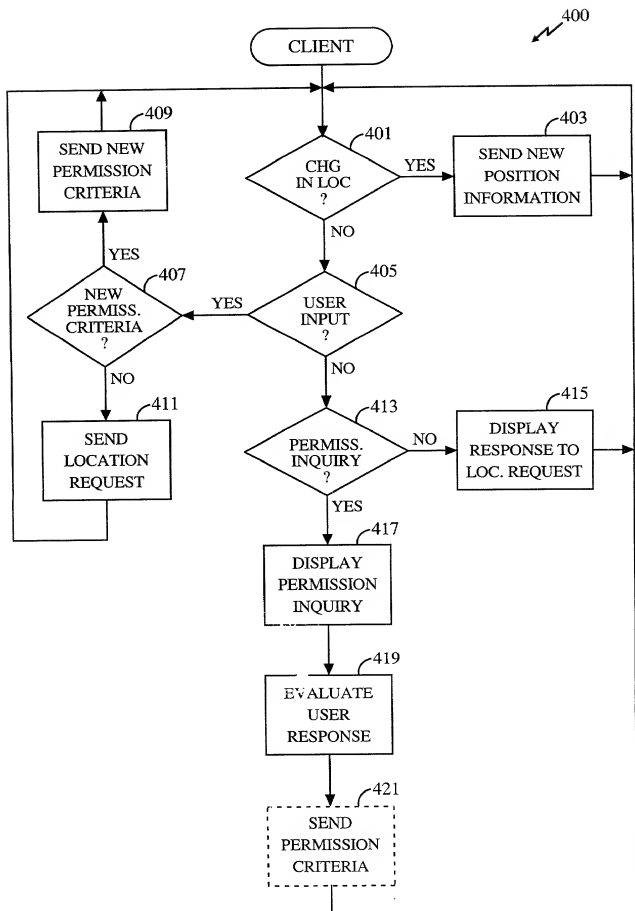 400
CLIENT
409
SEND NEW
PERMISSION
CRITERIA
401
CHG
IN LOC
?
YES
403
SEND NEW
POSITION
INFORMATION
NO
YES
407
NEW
PERMISS.
CRITERIA
?
YES
405
USER
INPUT
?
NO
NO
411
SEND
LOCATION
REQUEST
413
PERMISS.
INQUIRY
?
NO
415
DISPLAY
RESPONSE TO
LOC. REQUEST
YES
417
DISPLAY
PERMISSION
INQUIRY
419
EVALUATE
USER
RESPONSE
421
SEND
PERMISSION
CRITERIA